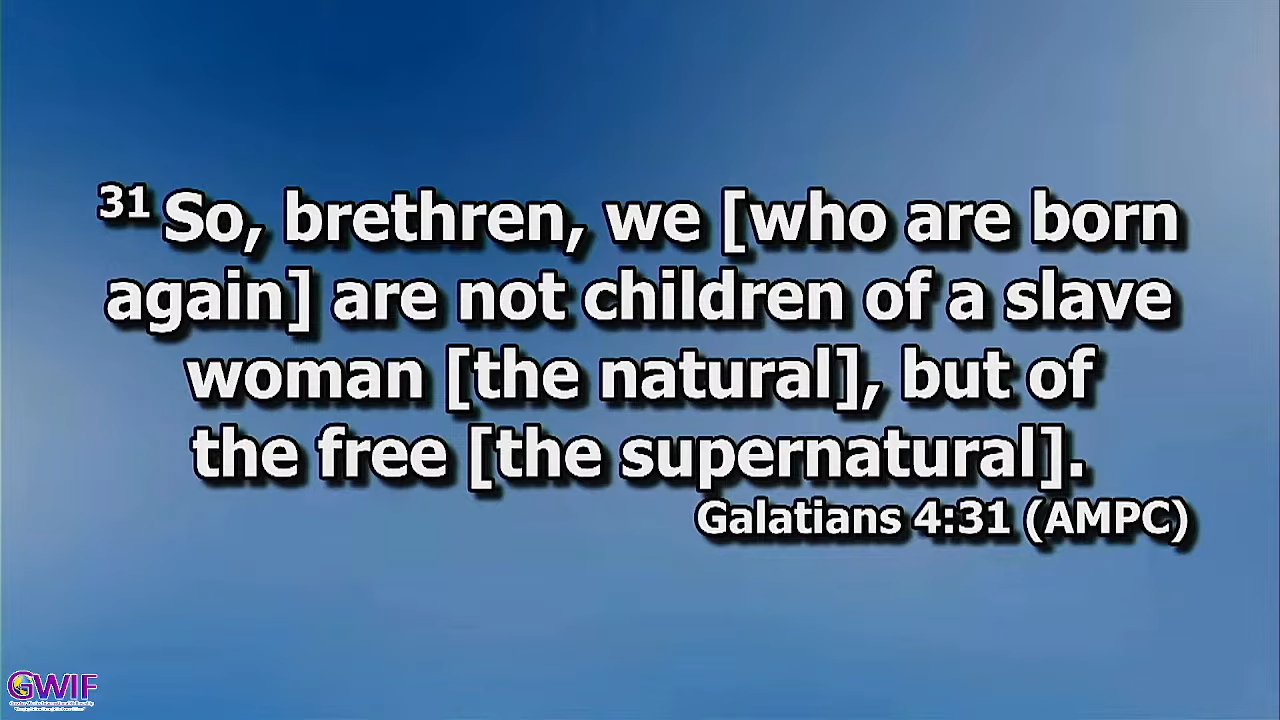 31 So, brethren, we [who are born
again] are not children of a slave
woman [the natural], but of
the free [the supernatural].
Galatians 4:31 (AMPC)
GWIF